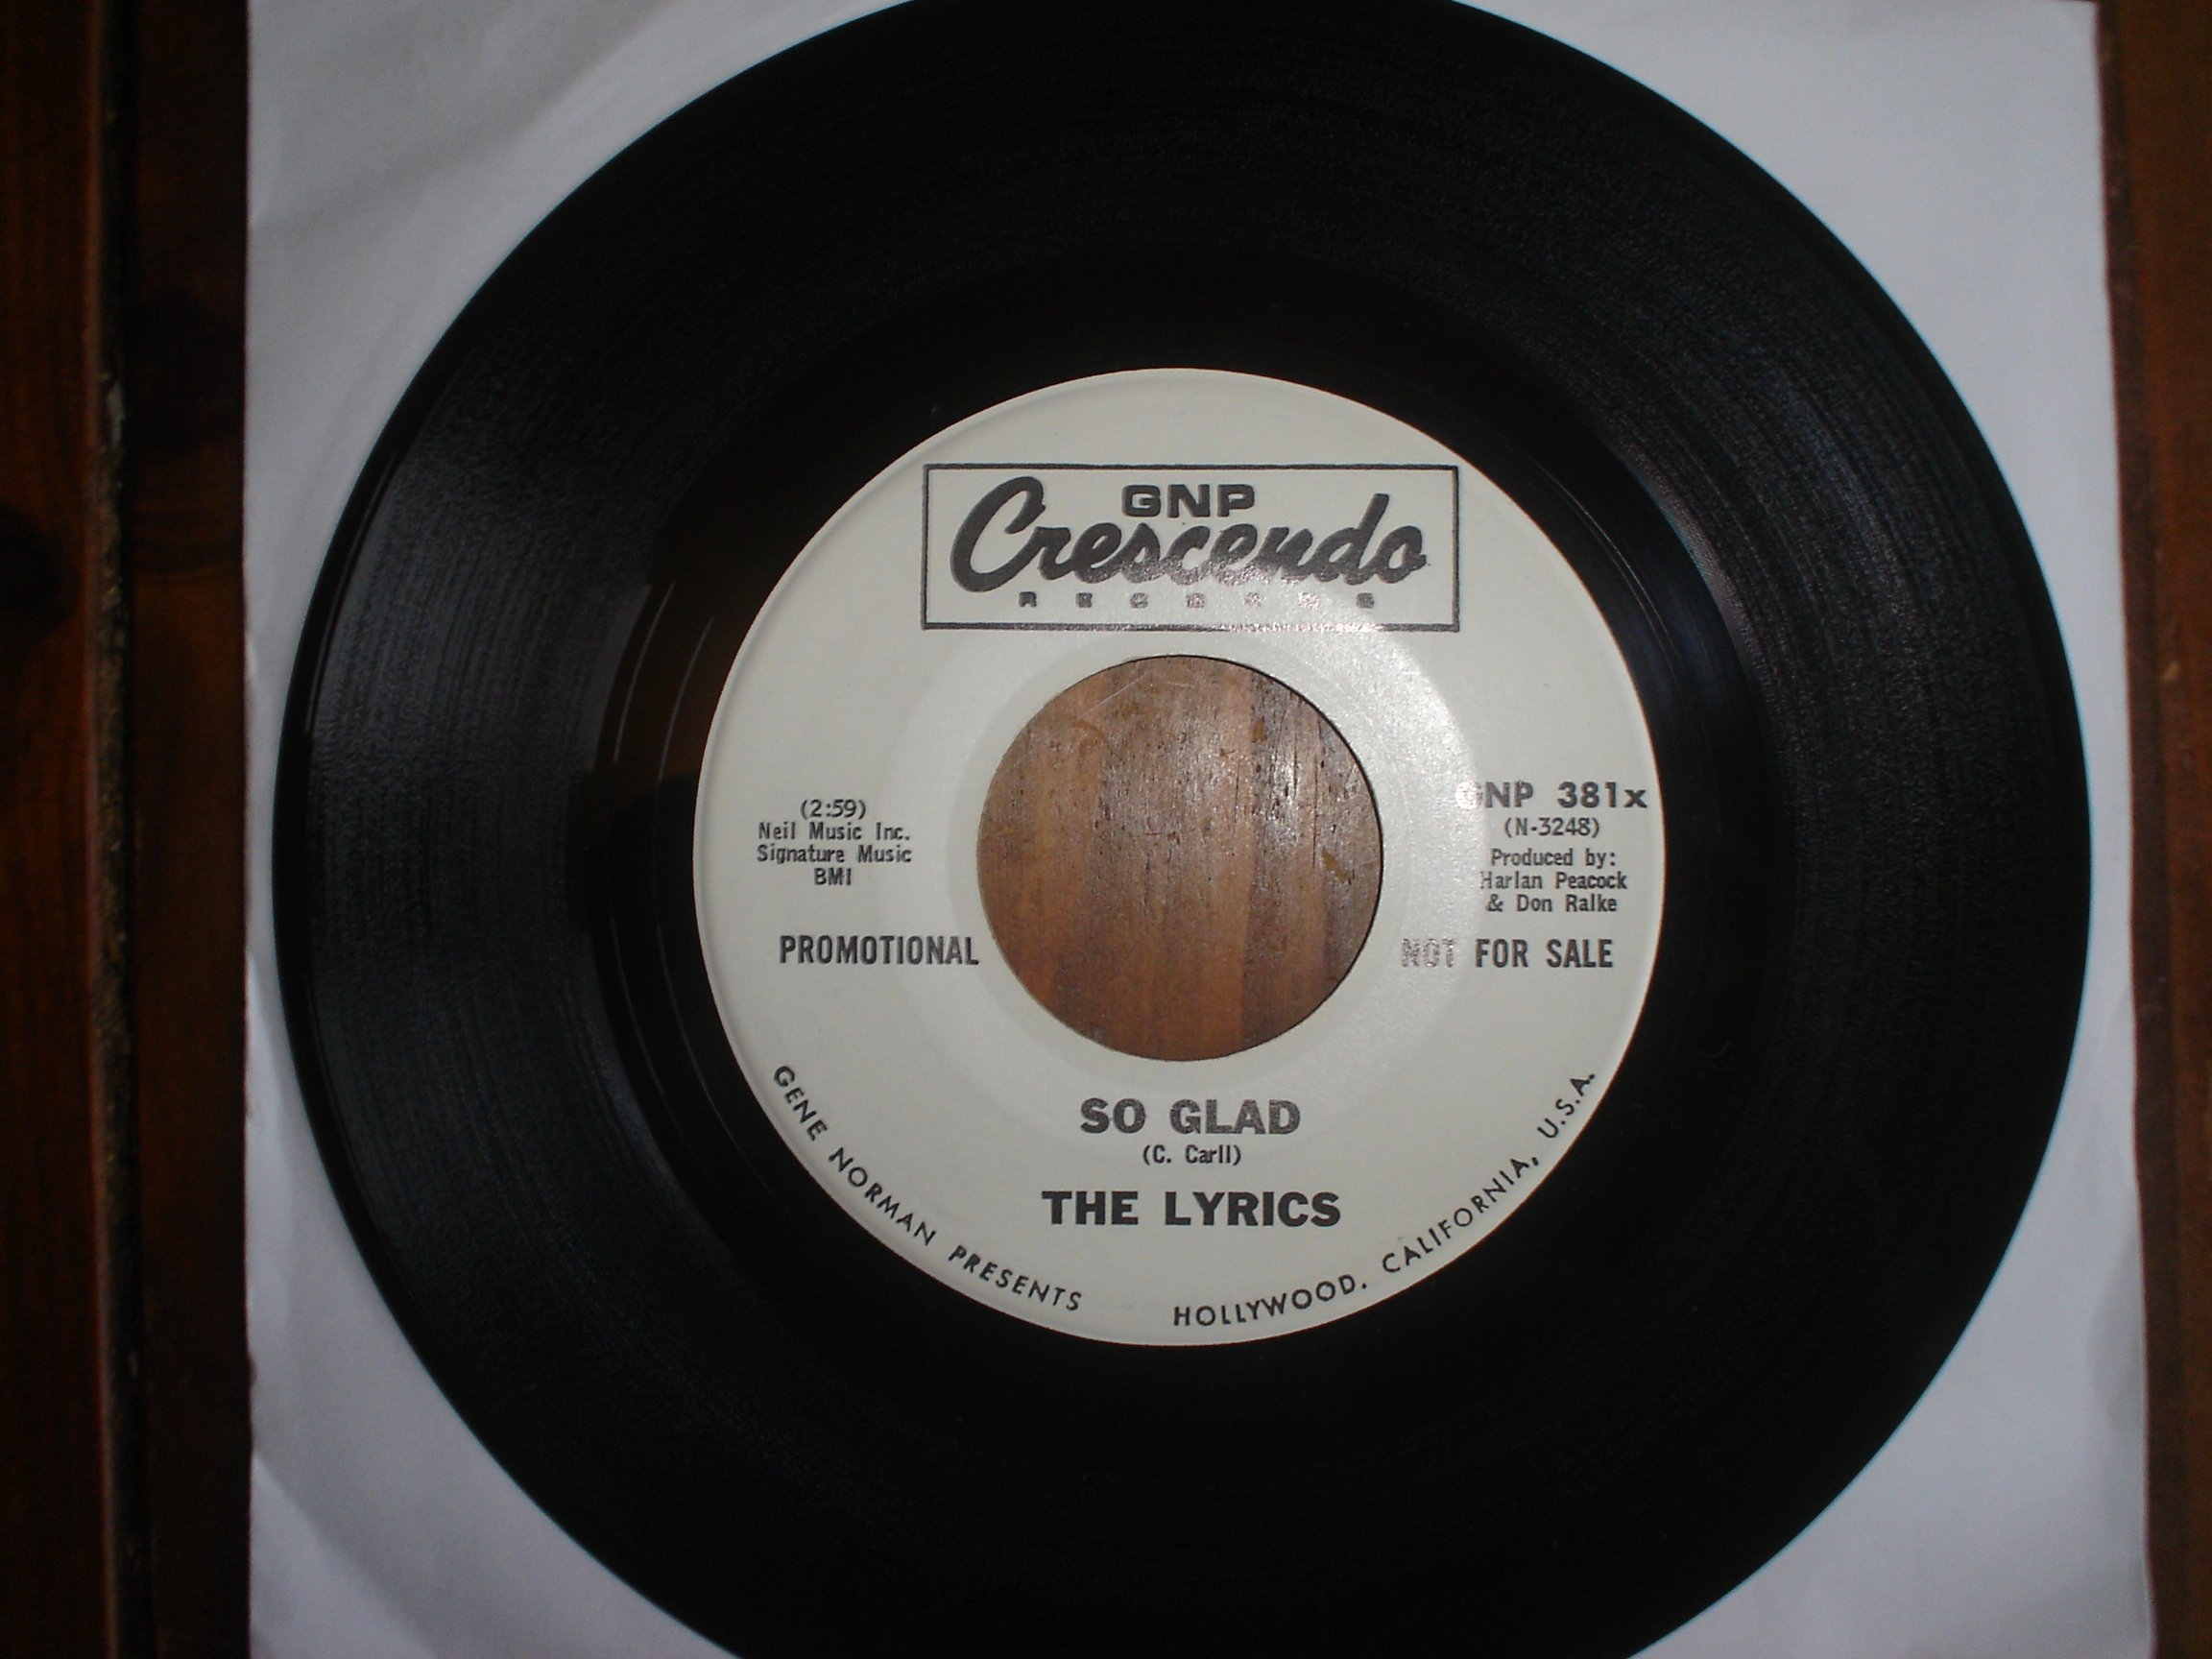 GNP
Crescendo
RECORDS
(2:59)
Neil Music Inc.
Signature Music
BMI
PROMOTIONAL
GNP 381x
(N-3248)
Produced by:
Harlan Peacock
& Don Ralke
NOT FOR SALE
SO GLAD
(C. Carll)
THE LYRICS
GENE NORMAN PRESENTS
HOLLYWOOD, CALIFORNIA, U.S.A.